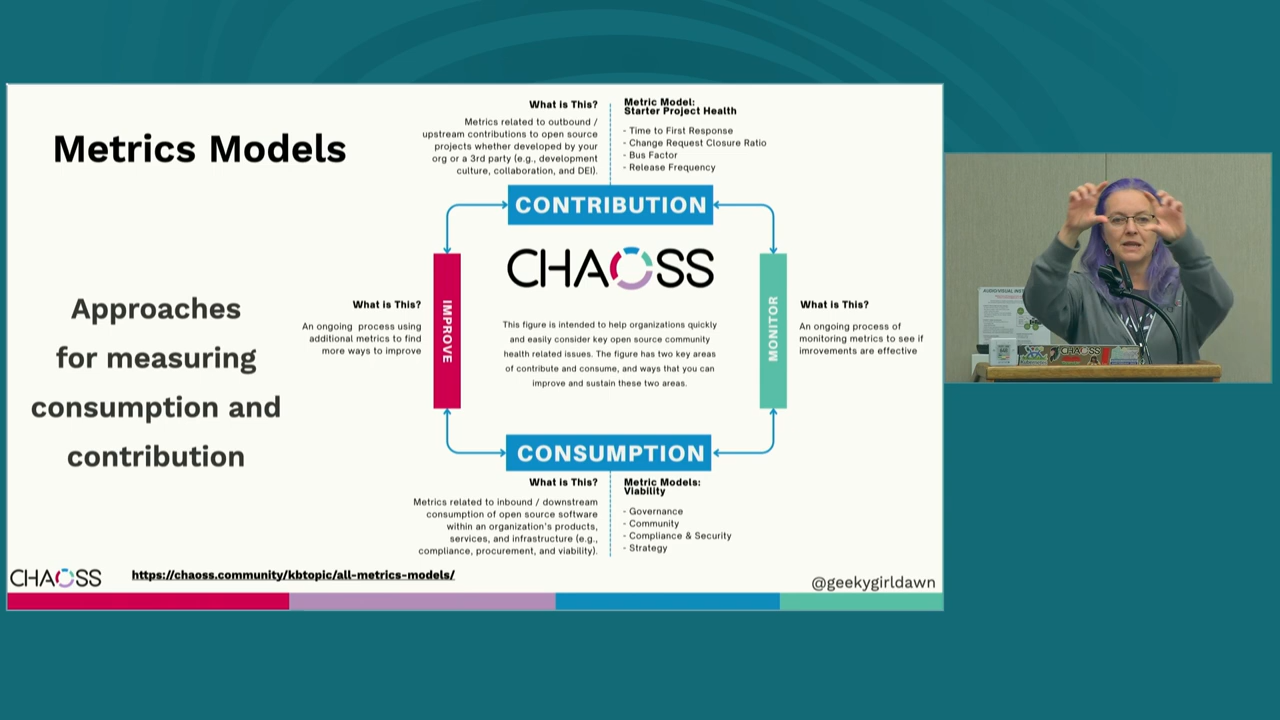 Metrics Models
Approaches
for measuring
consumption and
contribution
What is This?
Metrics related to outbound /
upstream contributions to open source
projects whether developed by your
org or a 3rd party (e.g., development
culture, collaboration, and DEI).
Metric Model:
Starter Project Health
- Time to First Response
- Change Request Closure Ratio
- Bus Factor
- Release Frequency
CONTRIBUTION
CHAOSS
This figure is intended to help organizations quickly
and easily consider key open source community
health related issues. The figure has two key areas
of contribute and consume, and ways that you can
improve and sustain these two areas.
What is This?
An ongoing process using
additional metrics to find
more ways to improve
IMPROVE
MONITOR
What is This?
An ongoing process of
monitoring metrics to see if
imrovements are effective
CONSUMPTION
What is This?
Metrics related to inbound / downstream
consumption of open source software
within an organization's products,
services, and infrastructure (e.g.,
compliance, procurement, and viability).
Metric Models:
Viability
- Governance
- Community
- Compliance & Security
- Strategy
CHAOSS
https://chaoss.community/kbtopic/all-metrics-models/
@geekygirldawn
CHAOSS